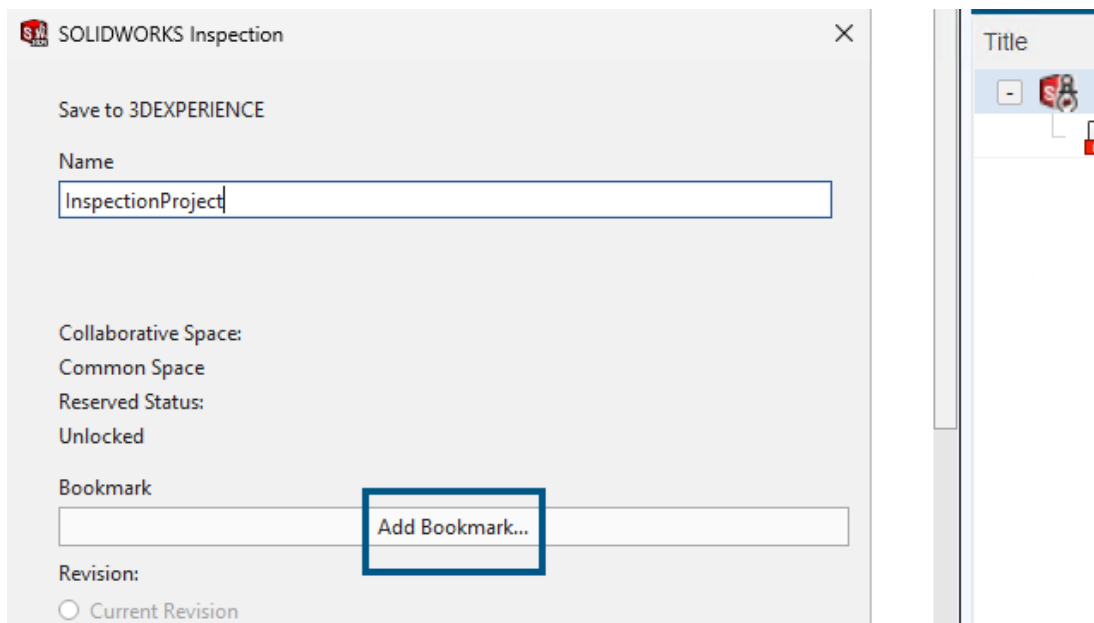 SOLIDWORKS Inspection
Save to 3DEXPERIENCE
Name
InspectionProject
Collaborative Space:
Common Space
Reserved Status:
Unlocked
Bookmark
Add Bookmark...
Revision:
Current Revision
Title